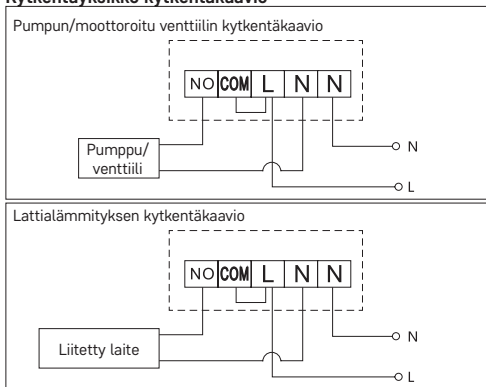 Kytkentäyksikkö kytkentäkaavio
Pumpun/moottoroitu venttiilin kytkentäkaavio
NO COM L N N
Pumppu/
venttiili
N
L
Lattialämmityksen kytkentäkaavio
NO COM L N N
Liitetty laite
N
L